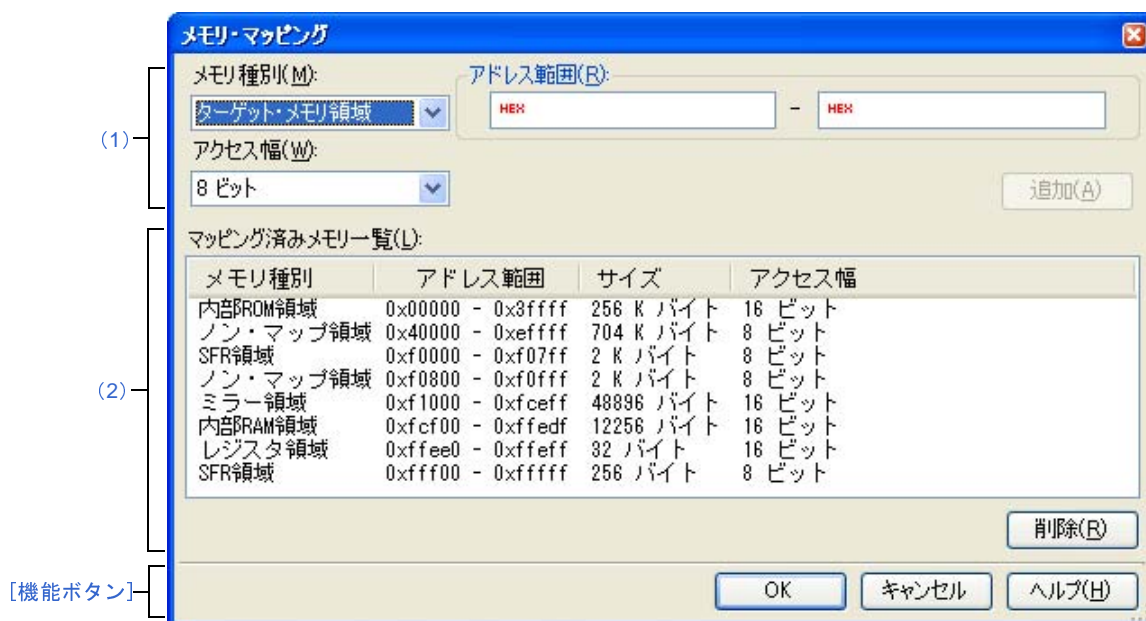 メモリ・マッピング
メモリ種別(M):
アドレス範囲(R):
ターゲット・メモリ領域
HEX - HEX
(1)
アクセス幅(W):
8 ビット
追加(A)
マッピング済みメモリ一覧(L):
メモリ種別 アドレス範囲 サイズ アクセス幅
内部ROM領域 0x00000 - 0x3ffff 256 K バイト 16 ビット
ノン・マップ領域 0x40000 - 0xeffff 704 K バイト 8 ビット
SFR領域 0xf0000 - 0xf07ff 2 K バイト 8 ビット
ノン・マップ領域 0xf0800 - 0xf0fff 2 K バイト 8 ビット
(2)
ミラー領域 0xf1000 - 0xfceff 48896 バイト 16 ビット
内部RAM領域 0xfcf00 - 0xffedf 12256 バイト 16 ビット
レジスタ領域 0xffee0 - 0xffeff 32 バイト 16 ビット
SFR領域 0xfff00 - 0xfffff 256 バイト 8 ビット
削除(R)
[機能ボタン]
OK キャンセル ヘルプ(H)